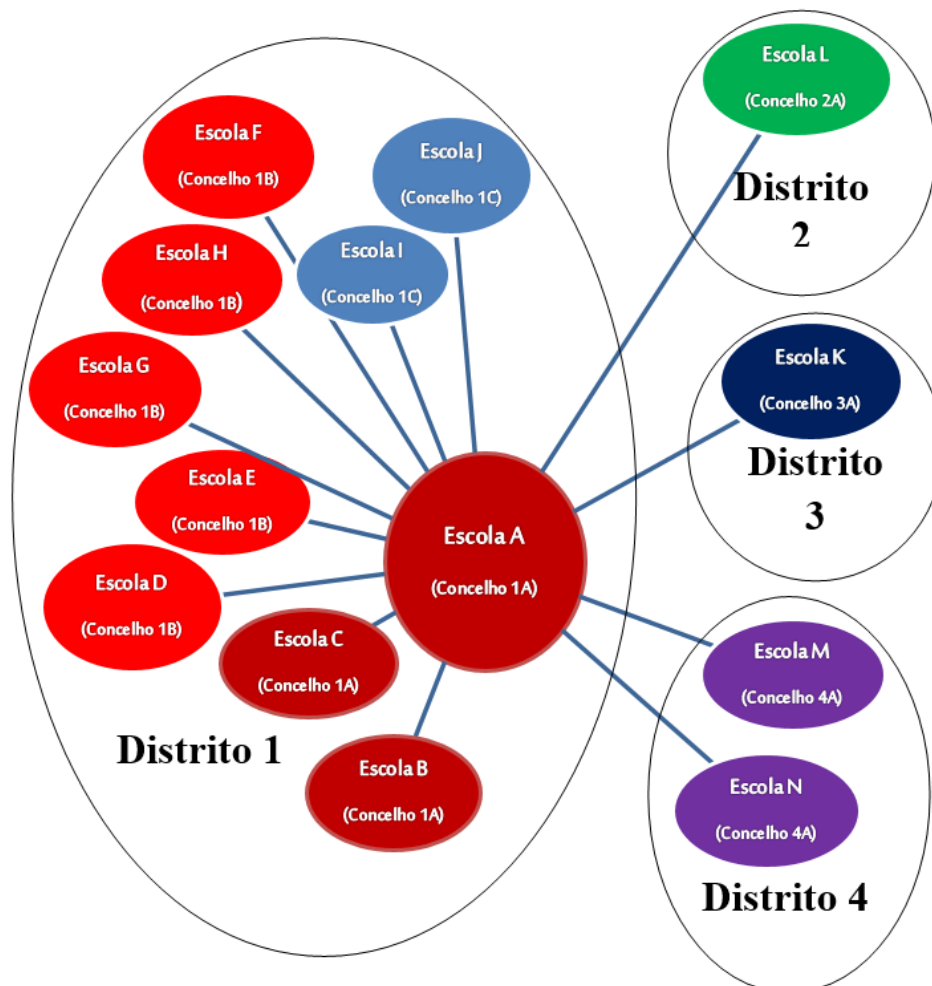 Escola L
(Concelho 2A)
Distrito
2
Escola F
(Concelho 1B)
Escola J
(Concelho 1C)
Escola H
(Concelho 1B)
Escola I
(Concelho 1C)
Escola G
(Concelho 1B)
Escola K
(Concelho 3A)
Distrito
3
Escola E
(Concelho 1B)
Escola A
(Concelho 1A)
Escola D
(Concelho 1B)
Escola C
(Concelho 1A)
Distrito 1
Escola B
(Concelho 1A)
Escola M
(Concelho 4A)
Escola N
(Concelho 4A)
Distrito 4